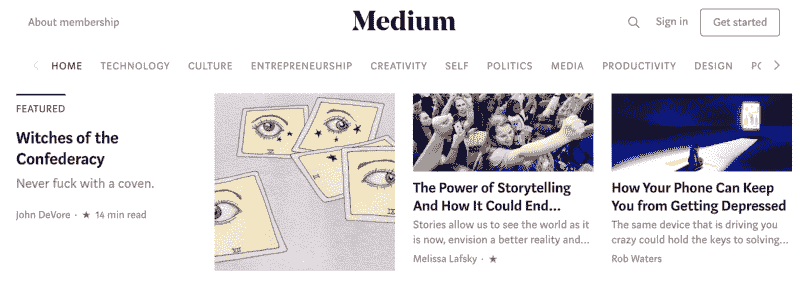 About membership
Medium
Sign in
Get started
HOME TECHNOLOGY CULTURE ENTREPRENEURSHIP CREATIVITY SELF POLITICS MEDIA PRODUCTIVITY DESIGN
FEATURED
Witches of the
Confederacy
Never fuck with a coven.
John DeVore · ★ 14 min read
The Power of Storytelling
And How It Could End...
Stories allow us to see the world as it
is now, envision a better reality and...
Melissa Lafsky · ★
How Your Phone Can Keep
You from Getting Depressed
The same device that is driving you
crazy could hold the keys to solving...
Rob Waters